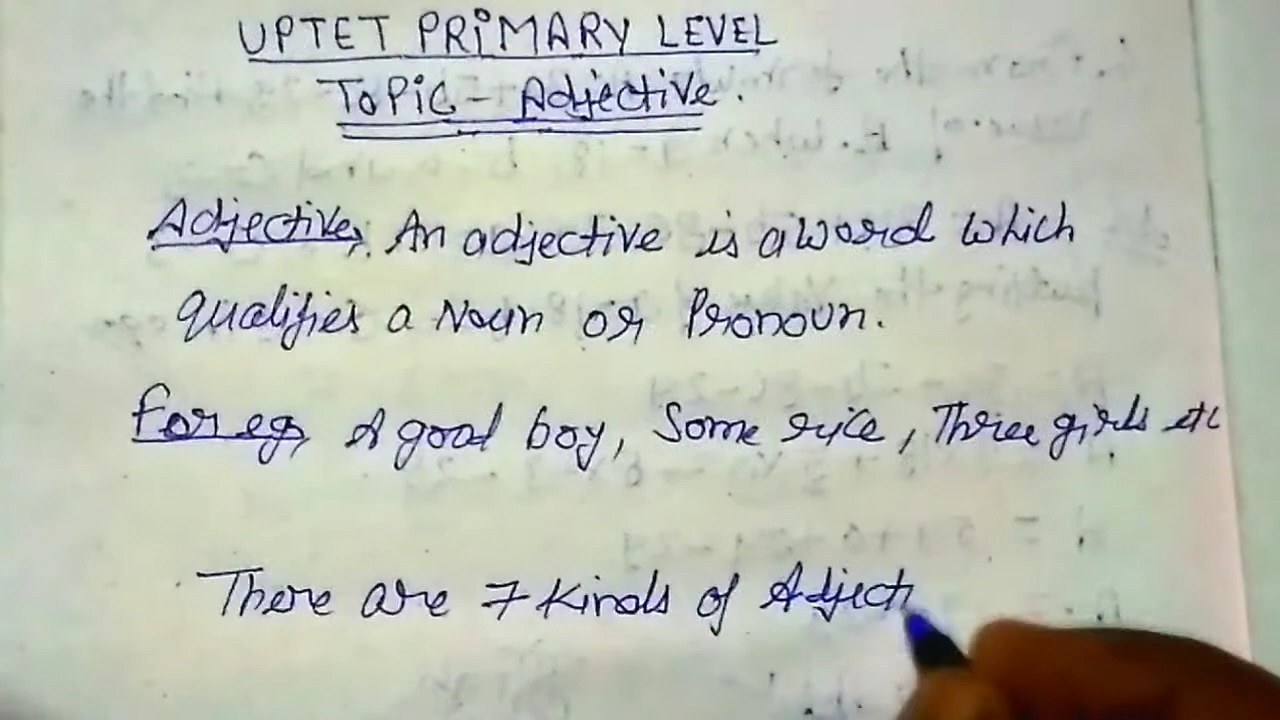 UPTET PRiMARY LEVEL
ToPiC - Adjective.
Adjective: An adjective is a word which
qualifies a Noun or Pronoun.
For eg, A good boy, Some rice, Three girls etc
There are 7 Kinds of Adjecti